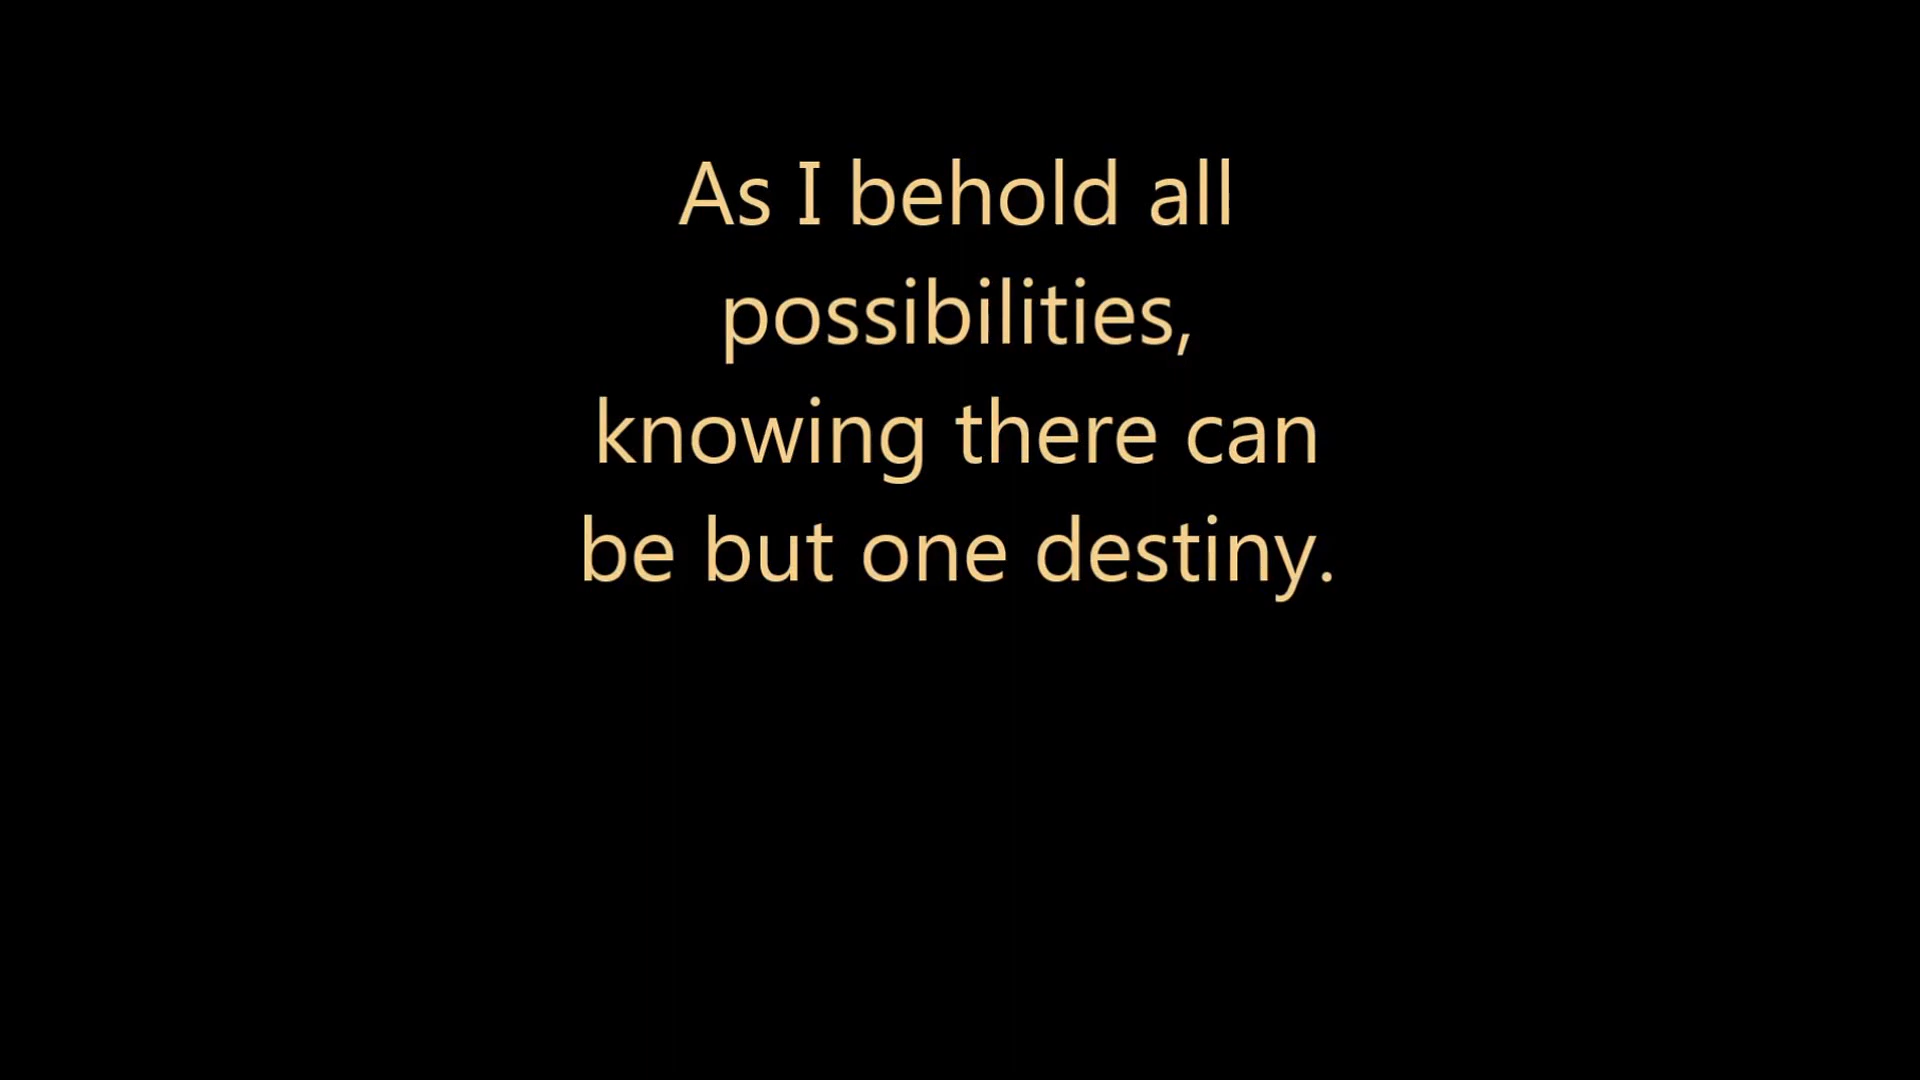 As I behold all
possibilities,
knowing there can
be but one destiny.